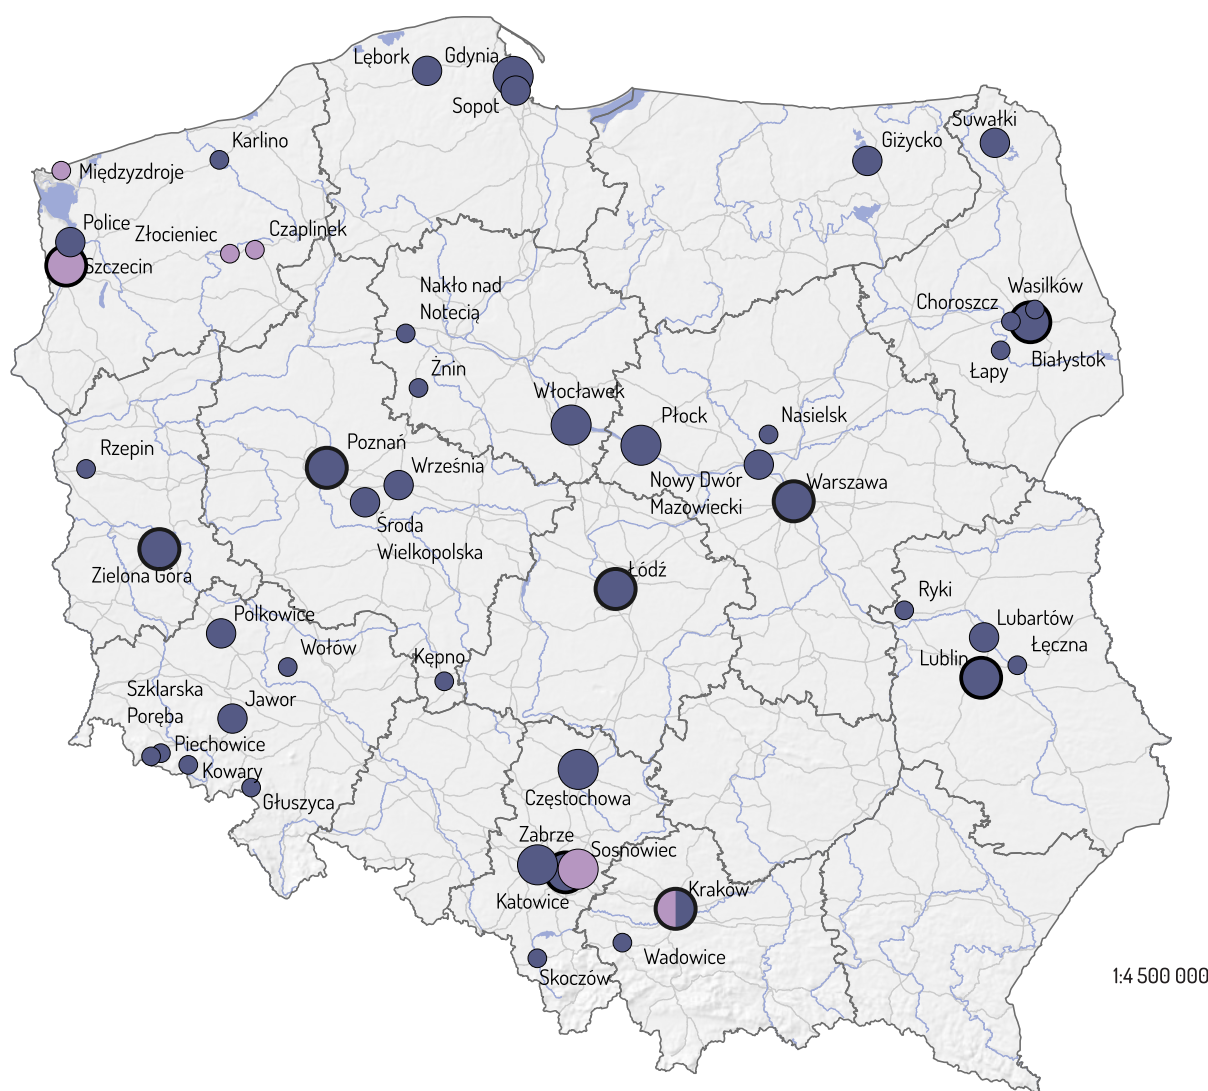 Lębork
Gdynia
Sopot
Suwałki
Giżycko
Karlino
Międzyzdroje
Police
Złocieniec
Czaplinek
Szczecin
Nakło nad
Notecią
Żnin
Wasilków
Choroszcz
Łapy
Białystok
Włocławek
Płock
Nasielsk
Rzepin
Poznań
Września
Środa
Wielkopolska
Nowy Dwór
Mazowiecki
Warszawa
Zielona Góra
Łódź
Ryki
Lubartów
Łęczna
Lublin
Polkowice
Wołów
Kępno
Szklarska
Poręba
Jawor
Piechowice
Kowary
Głuszyca
Częstochowa
Zabrze
Sosnowiec
Katowice
Kraków
Wadowice
Skoczów
1:4 500 000